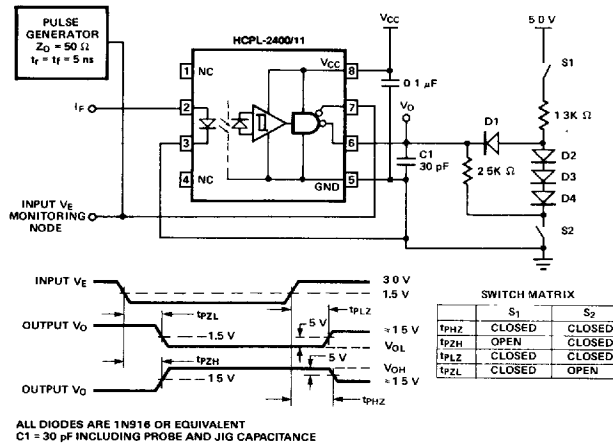 PULSE
GENERATOR
ZO = 50 Ω
tr = tf = 5 ns
HCPL-2400/11
VCC
5 0 V
S1
1 NC
VCC 8
0 1 μF
IF
2
7
VO
D1
1 3K Ω
3
6
C1
30 pF
2 5K Ω
D2
D3
D4
4 NC
GND
5
S2
INPUT VE
MONITORING
NODE
INPUT VE
3 0 V
1.5 V
tPZL
tPLZ
OUTPUT VO
1.5 V
5 V
≈ 1 5 V
VOL
tPZH
5 V
VOH
OUTPUT VO
1 5 V
≈ 1 5 V
tPHZ
SWITCH MATRIX
S1 S2
tPHZ CLOSED CLOSED
tPZH OPEN CLOSED
tPLZ CLOSED CLOSED
tPZL CLOSED OPEN
ALL DIODES ARE 1N916 OR EQUIVALENT
C1 = 30 pF INCLUDING PROBE AND JIG CAPACITANCE